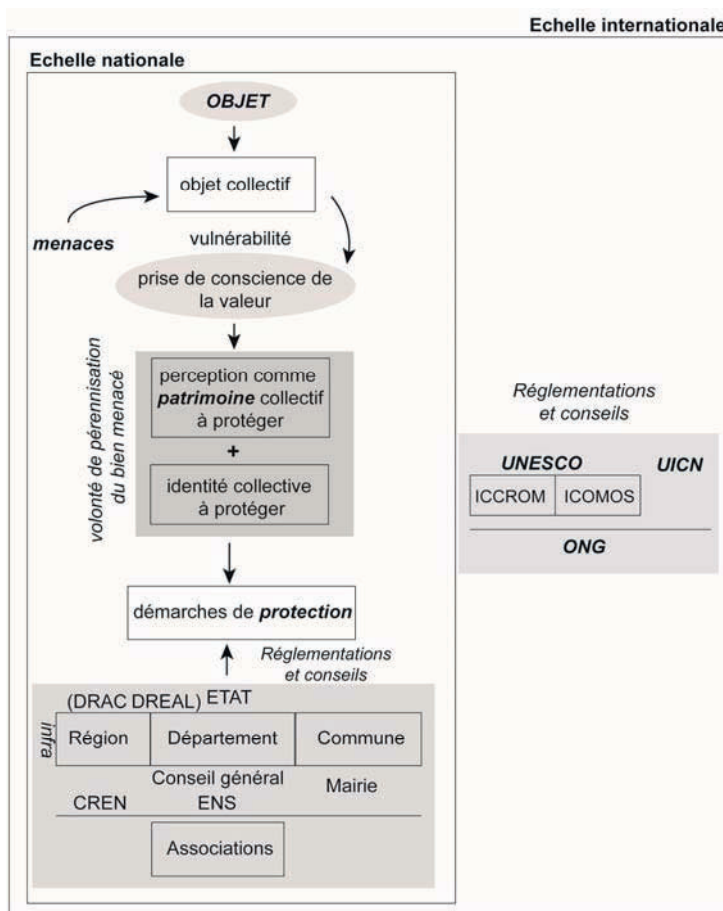 Echelle internationale
Echelle nationale
OBJET
objet collectif
menaces
vulnérabilité
prise de conscience de
la valeur
volonté de pérennisation
du bien menacé
perception comme
patrimoine collectif
à protéger
+
identité collective
à protéger
démarches de protection
Réglementations
et conseils
(DRAC DREAL) ETAT
infra
Région
Département
Commune
Conseil général
Mairie
CREN
ENS
Associations
Réglementations
et conseils
UNESCO
UICN
ICCROM
ICOMOS
ONG